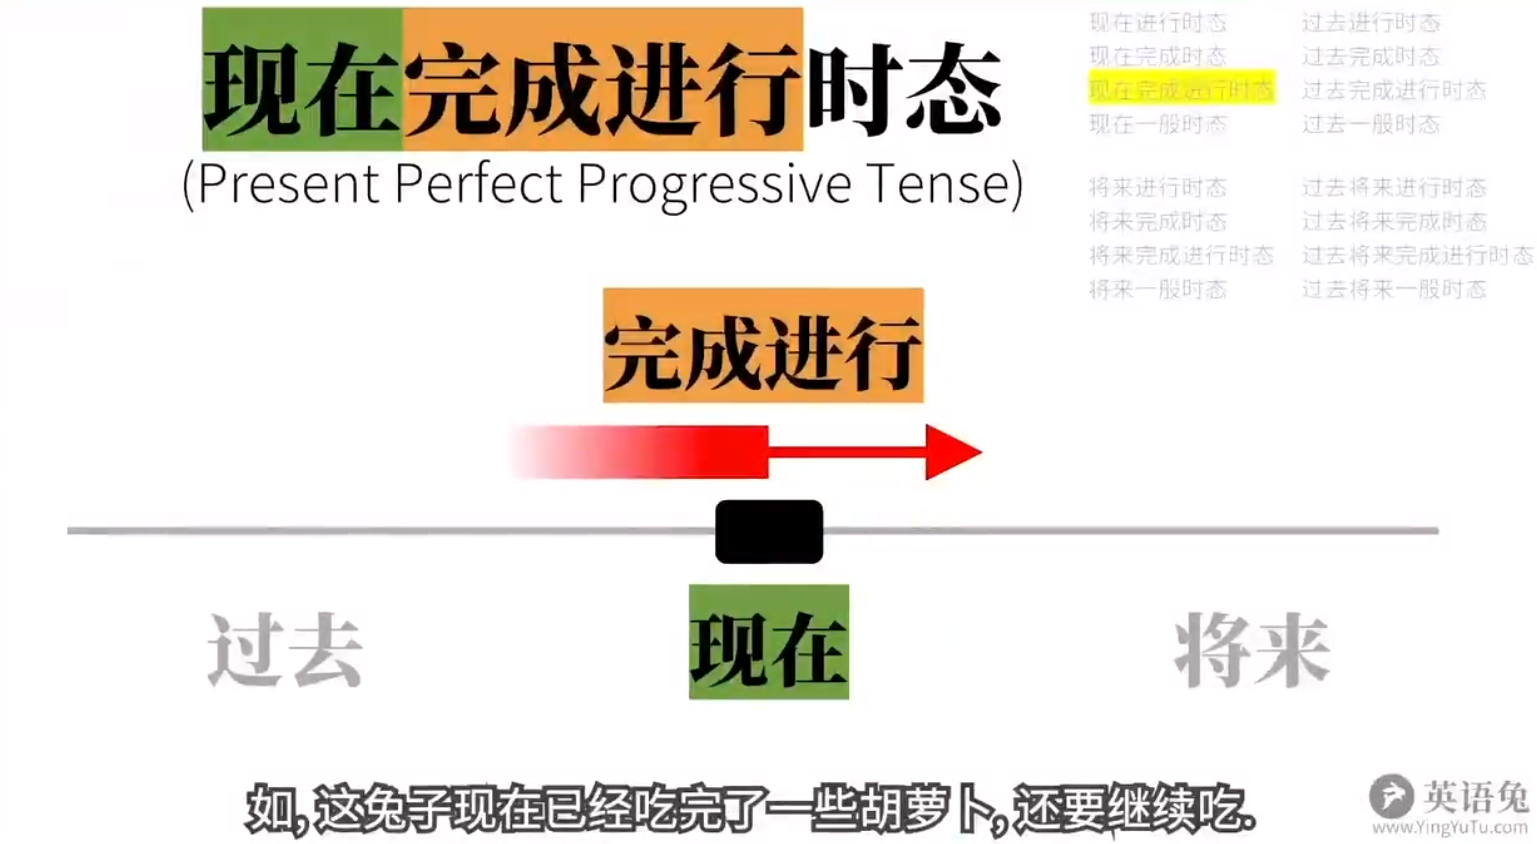 现在完成进行时态
(Present Perfect Progressive Tense)
现在进行时态
现在完成时态
现在完成进行时态
现在一般时态
过去进行时态
过去完成时态
过去完成进行时态
过去一般时态
将来进行时态
将来完成时态
将来完成进行时态
将来一般时态
过去将来进行时态
过去将来完成时态
过去将来完成进行时态
过去将来一般时态
完成进行
过去
现在
将来
如, 这兔子现在已经吃完了一些胡萝卜, 还要继续吃.
英语兔
www.YingYuTu.com